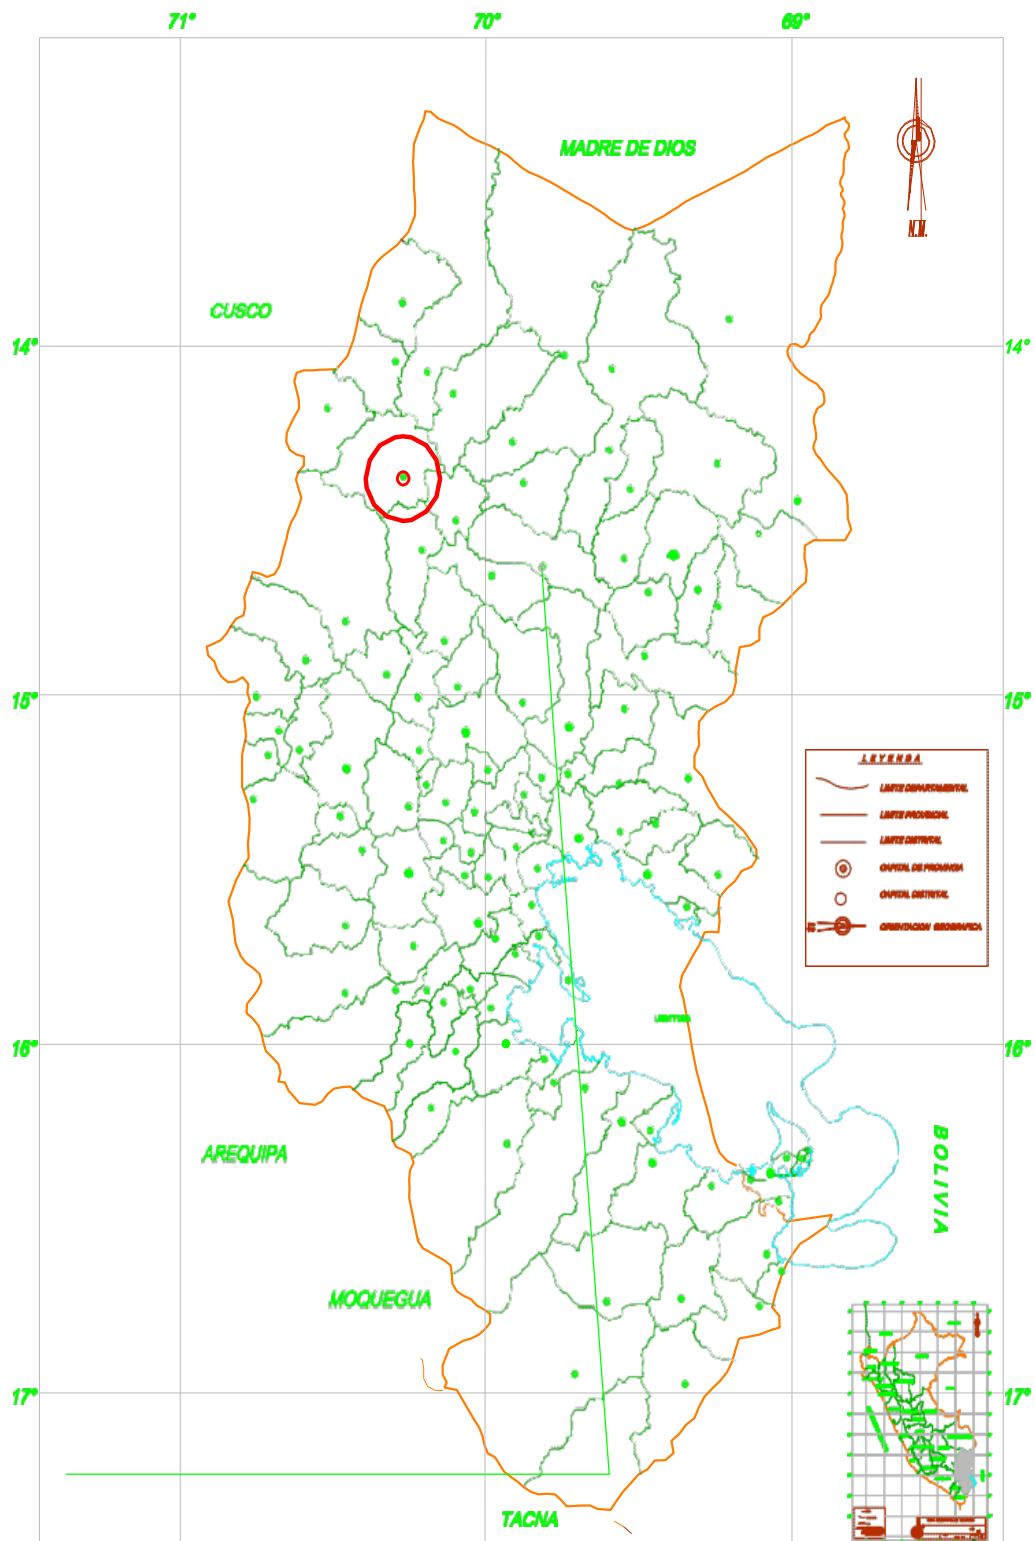 71° 70° 69°
MADRE DE DIOS
N.M.
CUSCO
14° 14°
15° 15°
LEYENDA
LIMITE DEPARTAMENTAL
LIMITE PROVINCIAL
LIMITE DISTRITAL
CAPITAL DE PROVINCIA
CAPITAL DISTRITAL
ORIENTACION GEOGRAFICA
16° 16°
AREQUIPA
BOLIVIA
MOQUEGUA
17° 17°
TACNA